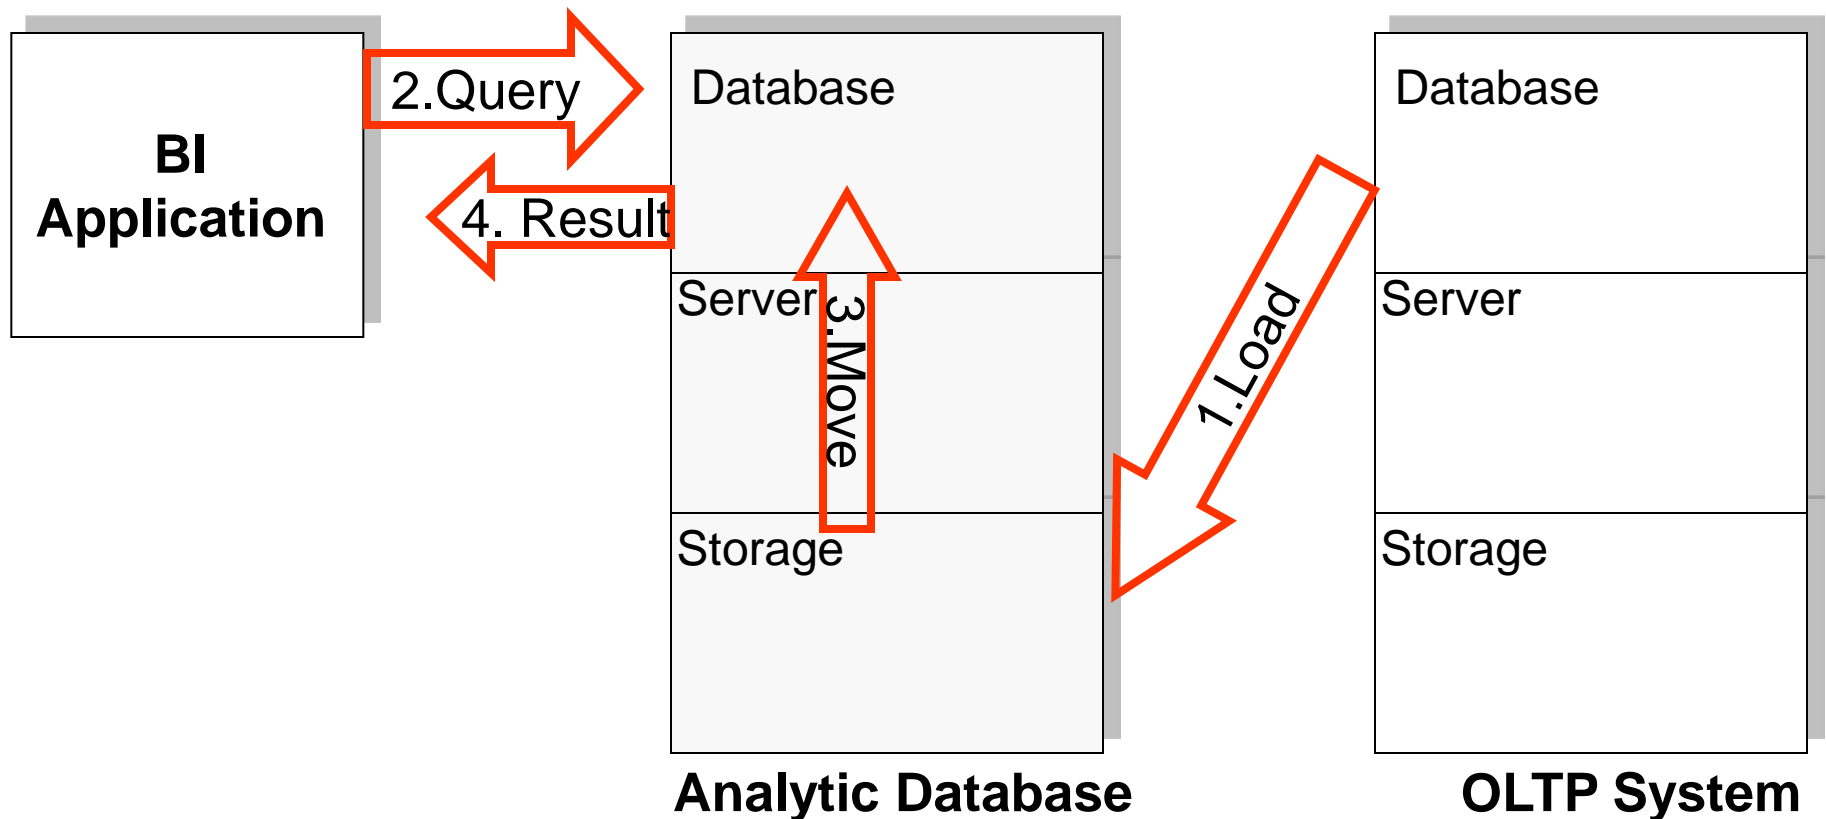 BI
Application
2.Query
4. Result
Database
Server
3.Move
Storage
Analytic Database
1.Load
Database
Server
Storage
OLTP System